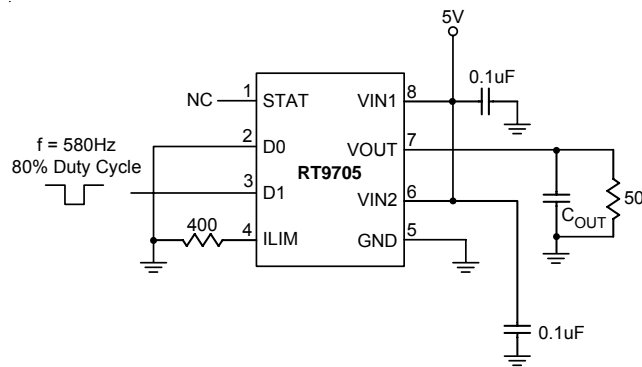 5V
0.1uF
NC
1
STAT
VIN1
8
f = 580Hz
80% Duty Cycle
2
D0
VOUT
7
RT9705
3
D1
VIN2
6
50
COUT
400
4
ILIM
GND
5
0.1uF